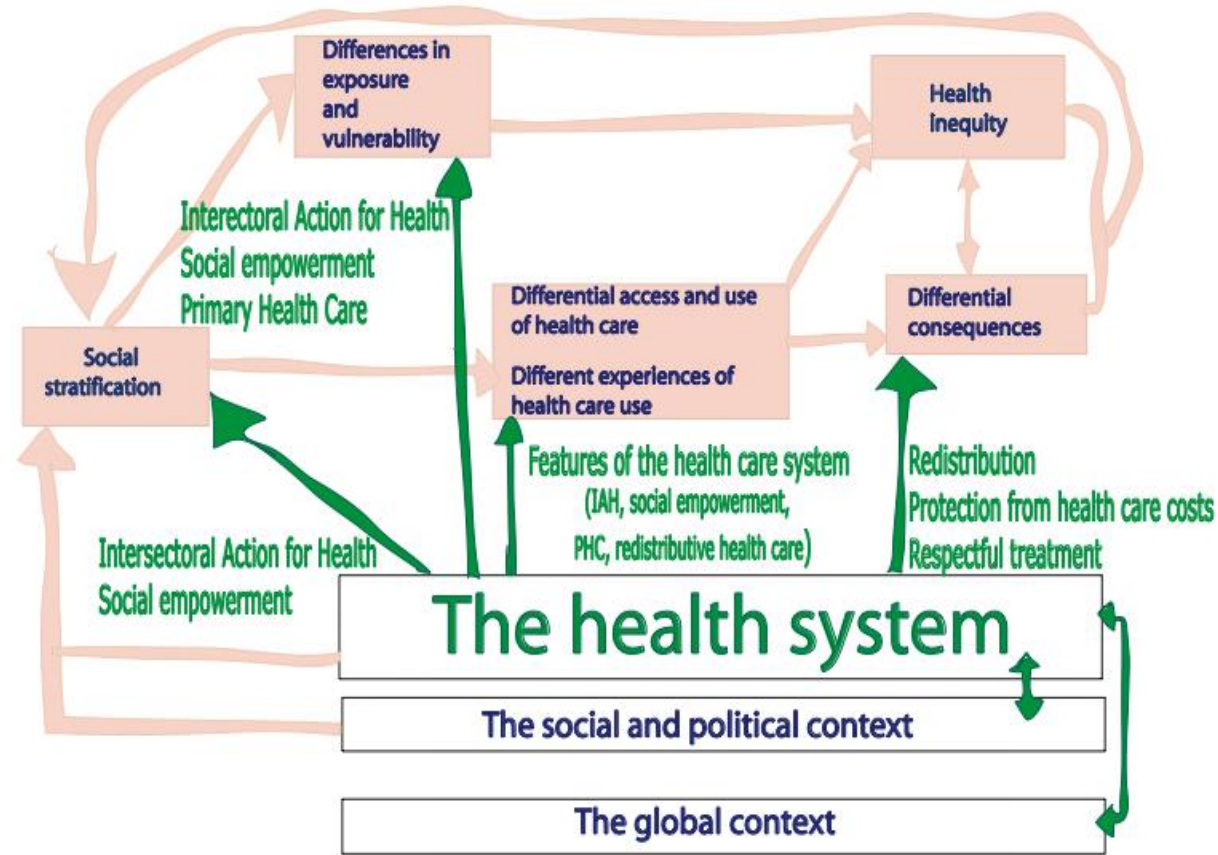 Differences in
exposure
and
vulnerability
Health
inequity
Interectoral Action for Health
Social empowerment
Primary Health Care
Differential access and use
of health care
Different experiences of
health care use
Differential
consequences
Social
stratification
Features of the health care system
(IAH, social empowerment,
PHC, redistributive health care)
Redistribution
Protection from health care costs
Respectful treatment
Intersectoral Action for Health
Social empowerment
The health system
The social and political context
The global context